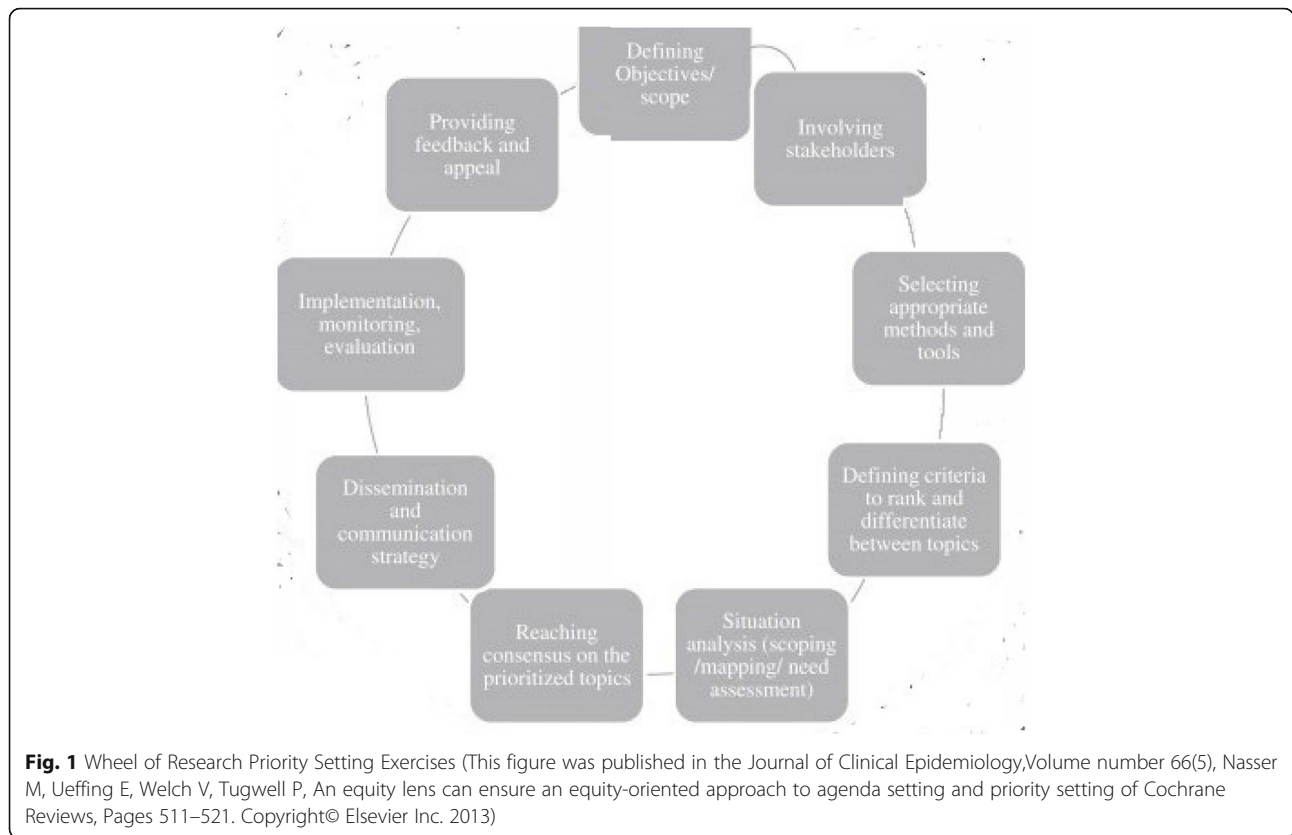 Defining
Objectives/
scope
Involving
stakeholders
Selecting
appropriate
methods and
tools
Defining criteria
to rank and
differentiate
between topics
Situation
analysis (scoping
/mapping/ need
assessment)
Reaching
consensus on the
prioritized topics
Dissemination
and
communication
strategy
Implementation,
monitoring,
evaluation
Providing
feedback and
appeal
Fig. 1 Wheel of Research Priority Setting Exercises (This figure was published in the Journal of Clinical Epidemiology,Volume number 66(5), Nasser
M, Ueffing E, Welch V, Tugwell P, An equity lens can ensure an equity-oriented approach to agenda setting and priority setting of Cochrane
Reviews, Pages 511–521. Copyright© Elsevier Inc. 2013)